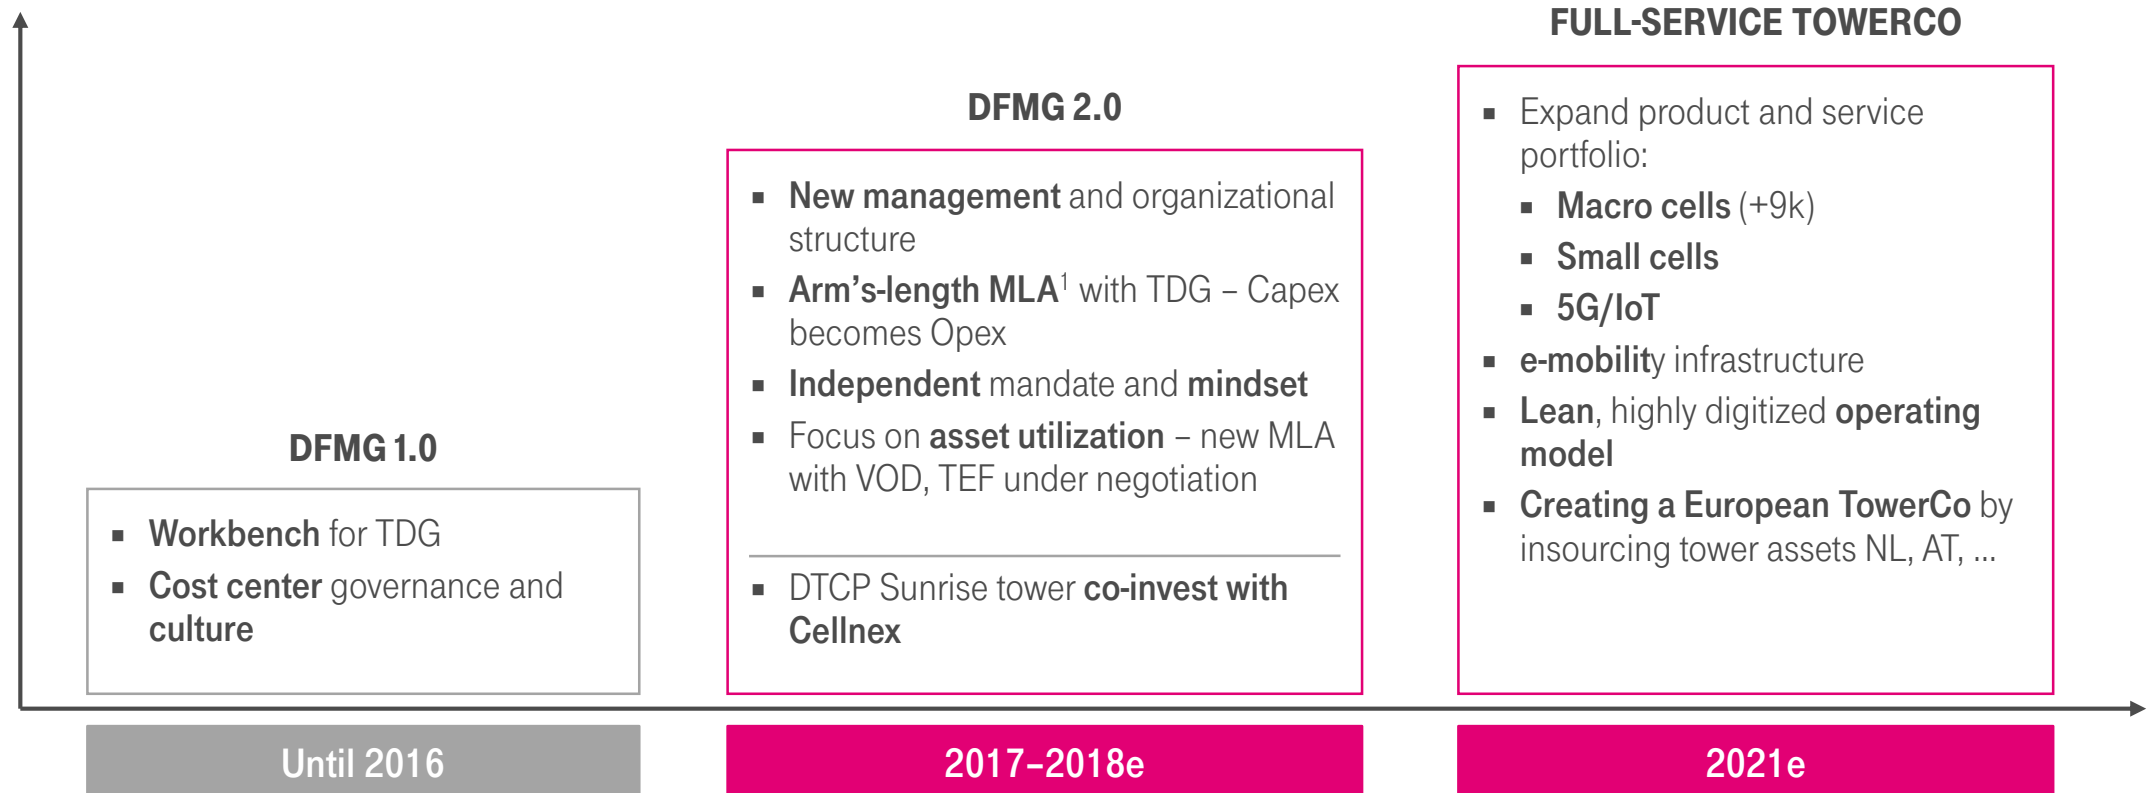 DFMG 1.0
▪ Workbench for TDG
▪ Cost center governance and
culture
Until 2016
DFMG 2.0
▪ New management and organizational
structure
▪ Arm’s-length MLA¹ with TDG – Capex
becomes Opex
▪ Independent mandate and mindset
▪ Focus on asset utilization – new MLA
with VOD, TEF under negotiation
▪ DTCP Sunrise tower co-invest with
Cellnex
2017–2018e
FULL-SERVICE TOWERCO
▪ Expand product and service
portfolio:
▪ Macro cells (+9k)
▪ Small cells
▪ 5G/IoT
▪ e-mobility infrastructure
▪ Lean, highly digitized operating
model
▪ Creating a European TowerCo by
insourcing tower assets NL, AT, ...
2021e